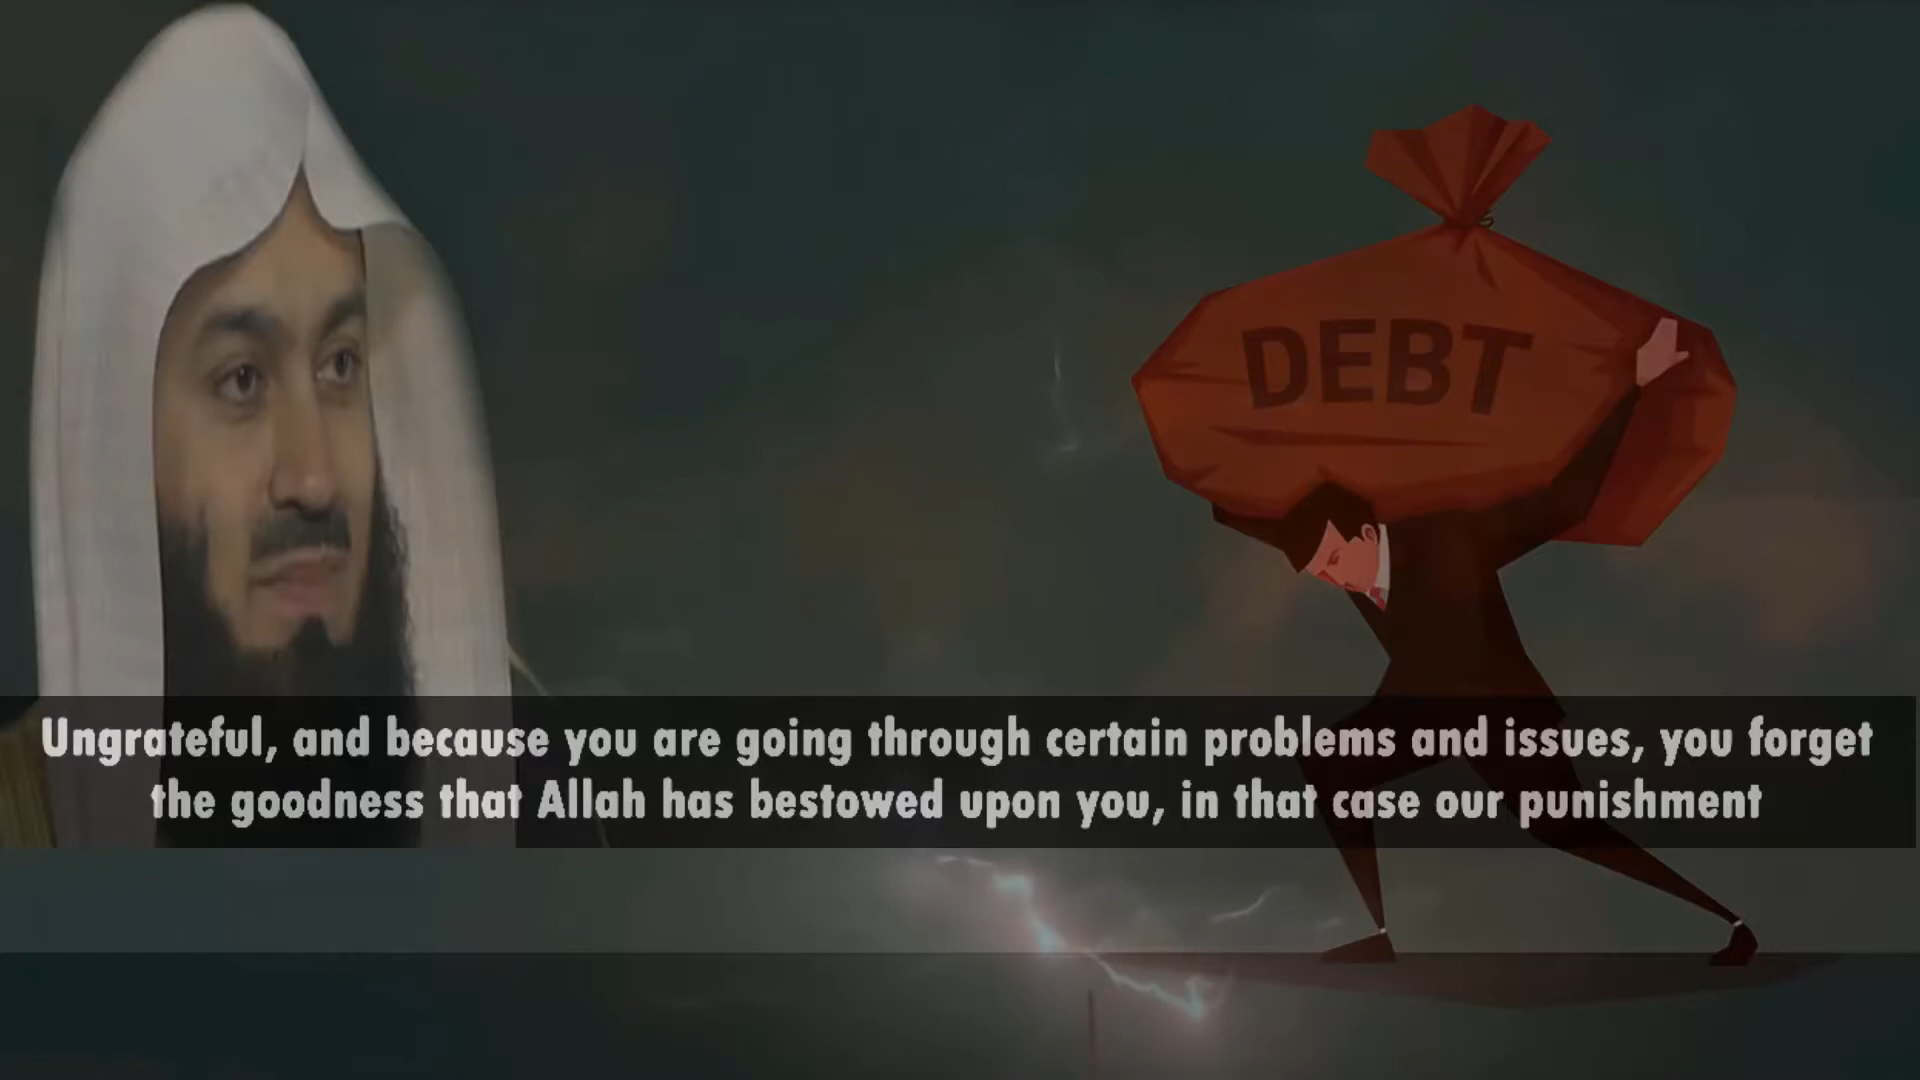 DEBT
Ungrateful, and because you are going through certain problems and issues, you forget
the goodness that Allah has bestowed upon you, in that case our punishment